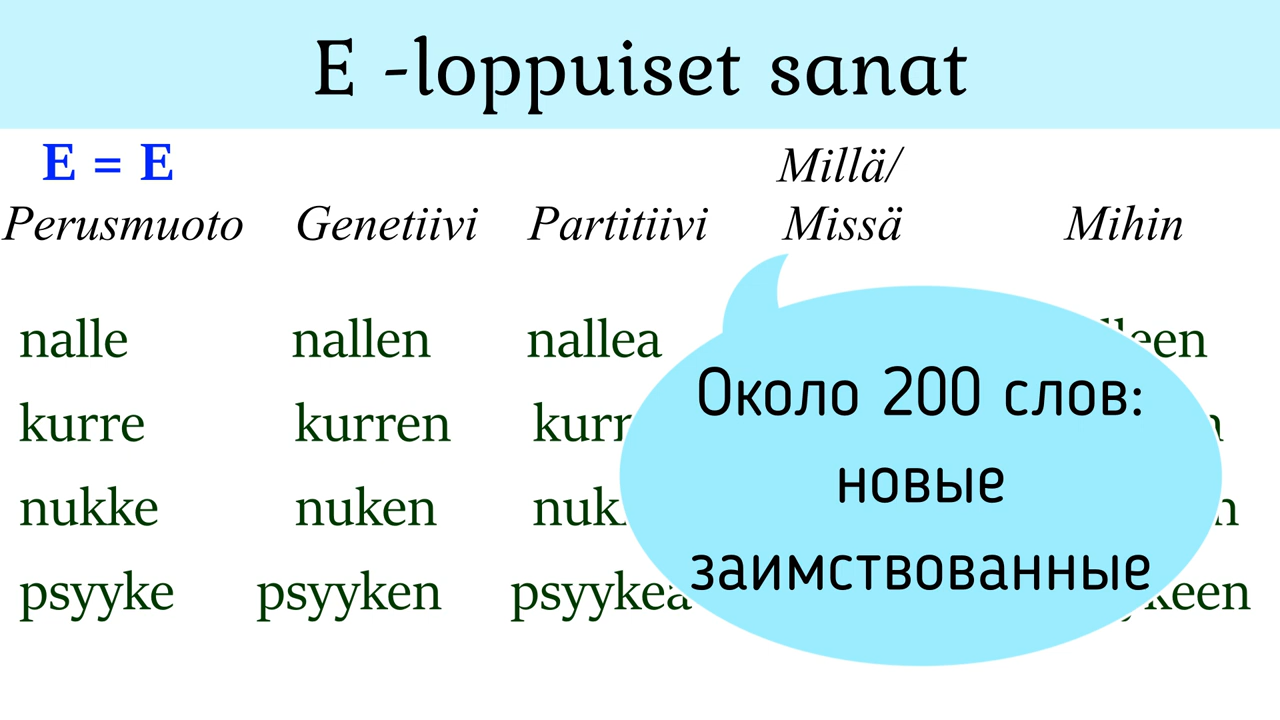 E -loppuiset sanat
E = E
Millä/
Perusmuoto Genetiivi Partitiivi Missä Mihin
nalle nallen nallea
kurre kurren
nukke nuken
psyyke psyyken
Около 200 слов:
новые
заимствованные